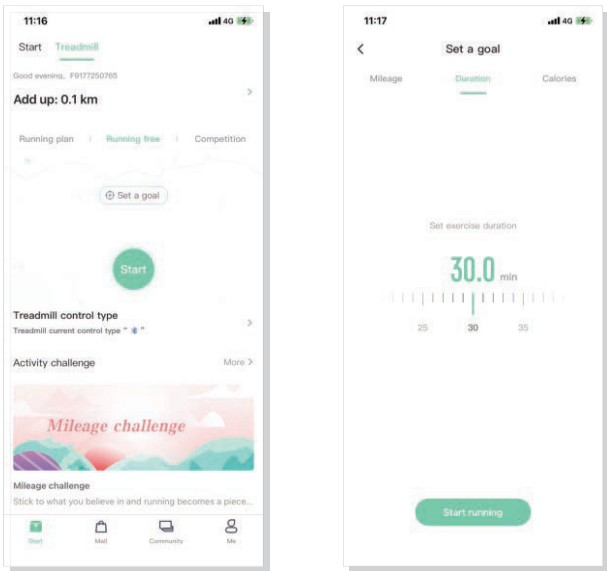 11:16
4G
Start Treadmill
Good evening, F9177250765
Add up: 0.1 km
Running plan Running free Competition
Set a goal
Start
Treadmill control type
Treadmill current control type " "
Activity challenge More >
Mileage challenge
Mileage challenge
Stick to what you believe in and running becomes a piece...
Start Mall Community Me
11:17
4G
Set a goal
Mileage Duration Calories
Set exercise duration
30.0 min
25 30 35
Start running